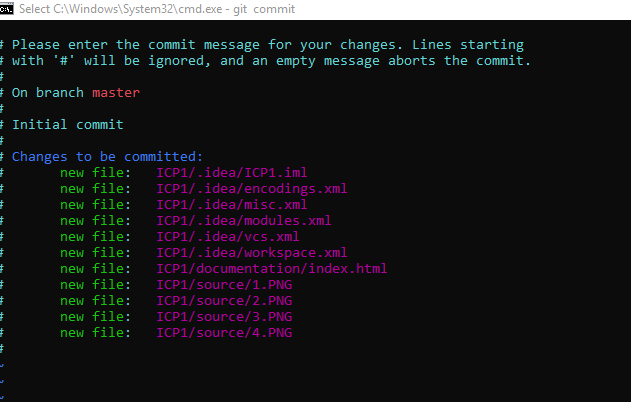 C:\. Select C:\Windows\System32\cmd.exe - git  commit
# Please enter the commit message for your changes. Lines starting
# with '#' will be ignored, and an empty message aborts the commit.
#
# On branch master
#
# Initial commit
#
# Changes to be committed:
#       new file:   ICP1/.idea/ICP1.iml
#       new file:   ICP1/.idea/encodings.xml
#       new file:   ICP1/.idea/misc.xml
#       new file:   ICP1/.idea/modules.xml
#       new file:   ICP1/.idea/vcs.xml
#       new file:   ICP1/.idea/workspace.xml
#       new file:   ICP1/documentation/index.html
#       new file:   ICP1/source/1.PNG
#       new file:   ICP1/source/2.PNG
#       new file:   ICP1/source/3.PNG
#       new file:   ICP1/source/4.PNG
#
~
~
~